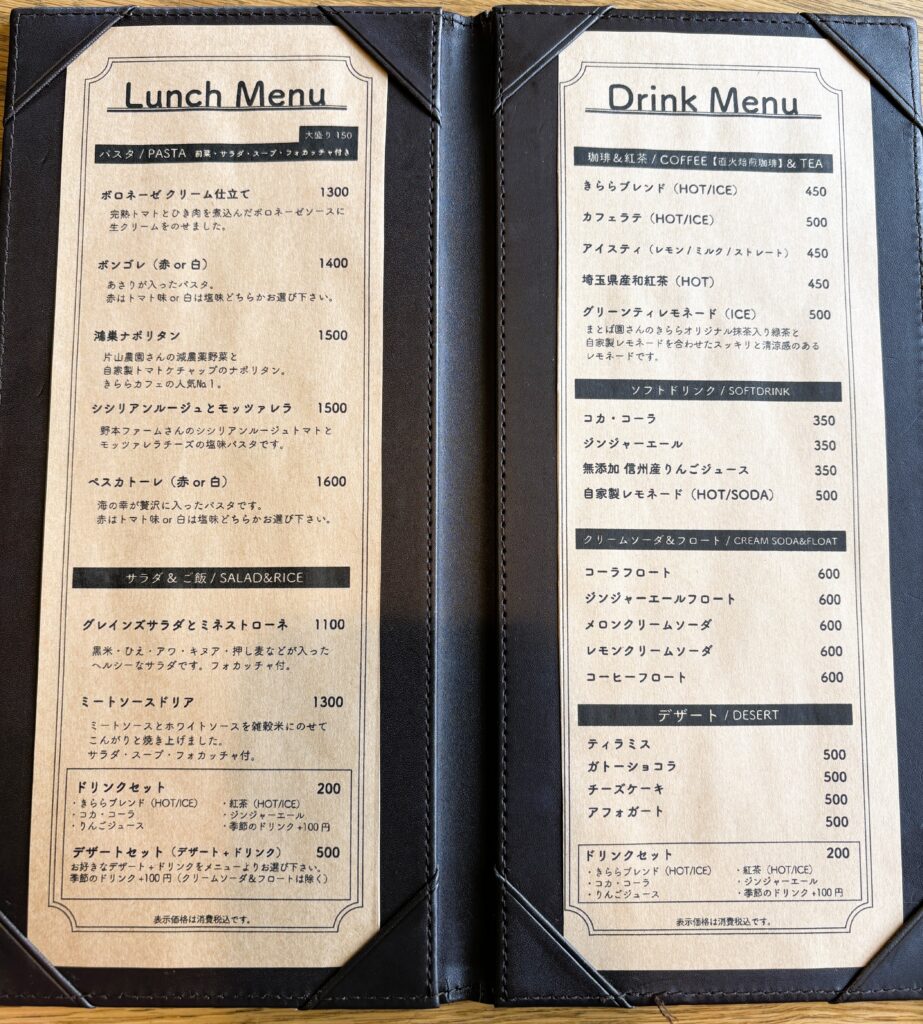 Lunch Menu
大盛り 150
パスタ / PASTA 前菜・サラダ・スープ・フォカッチャ付き
ボロネーゼ クリーム仕立て 1300
完熟トマトとひき肉を煮込んだボロネーゼソースに
生クリームをのせました。
ボンゴレ（赤 or 白） 1400
あさりが入ったパスタ。
赤はトマト味 or 白は塩味どちらかお選び下さい。
鴻巣ナポリタン 1500
片山農園さんの減農薬野菜と
自家製トマトケチャップのナポリタン。
きららカフェの人気№1。
シシリアンルージュとモッツァレラ 1500
野本ファームさんのシシリアンルージュトマトと
モッツァレラチーズの塩味パスタです。
ペスカトーレ（赤 or 白） 1600
海の幸が贅沢に入ったパスタです。
赤はトマト味 or 白は塩味どちらかお選び下さい。
サラダ & ご飯 / SALAD&RICE
グレインズサラダとミネストローネ 1100
黒米・ひえ・アワ・キヌア・押し麦などが入った
ヘルシーなサラダです。フォカッチャ付。
ミートソースドリア 1300
ミートソースとホワイトソースを雑穀米にのせて
こんがりと焼き上げました。
サラダ・スープ・フォカッチャ付。
ドリンクセット 200
・きららブレンド（HOT/ICE） ・紅茶（HOT/ICE）
・コカ・コーラ ・ジンジャーエール
・りんごジュース ・季節のドリンク +100 円
デザートセット（デザート + ドリンク） 500
お好きなデザート + ドリンクをメニューよりお選び下さい。
季節のドリンク +100 円（クリームソーダ＆フロートは除く）
表示価格は消費税込です。
Drink Menu
珈琲＆紅茶 / COFFEE【直火焙煎珈琲】& TEA
きららブレンド（HOT/ICE） 450
カフェラテ（HOT/ICE） 500
アイスティ（レモン / ミルク / ストレート） 450
埼玉県産和紅茶（HOT） 450
グリーンティレモネード（ICE） 500
まとば園さんのきららオリジナル抹茶入り緑茶と
自家製レモネードを合わせたスッキリと清涼感のある
レモネードです。
ソフトドリンク / SOFTDRINK
コカ・コーラ 350
ジンジャーエール 350
無添加 信州産りんごジュース 350
自家製レモネード（HOT/SODA） 500
クリームソーダ＆フロート / CREAM SODA&FLOAT
コーラフロート 600
ジンジャーエールフロート 600
メロンクリームソーダ 600
レモンクリームソーダ 600
コーヒーフロート 600
デザート / DESERT
ティラミス 500
ガトーショコラ 500
チーズケーキ 500
アフォガート 500
ドリンクセット 200
・きららブレンド（HOT/ICE） ・紅茶（HOT/ICE）
・コカ・コーラ ・ジンジャーエール
・りんごジュース ・季節のドリンク +100 円
表示価格は消費税込です。